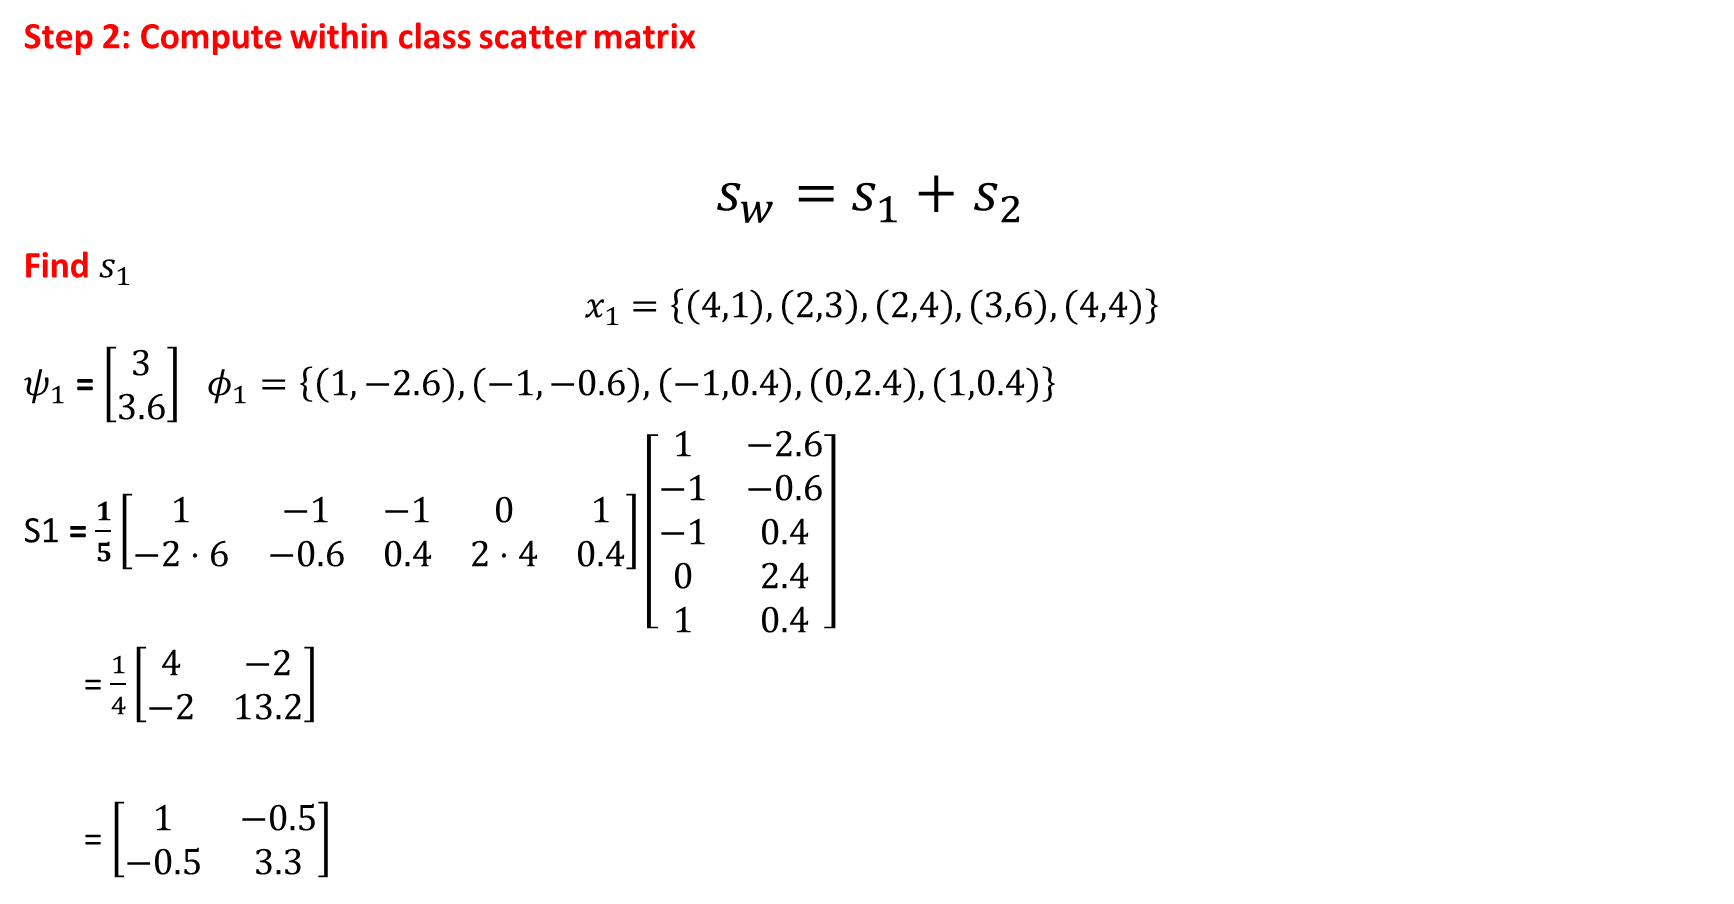 Step 2: Compute within class scatter matrix
s_w = s_1 + s_2
Find s_1
x_1 = {(4,1), (2,3), (2,4), (3,6), (4,4)}
ψ_1 = [3; 3.6] ϕ_1 = {(1, −2.6), (−1, −0.6), (−1,0.4), (0,2.4), (1,0.4)}
S1 = 1/5 [1 −1 −1 0 1; −2·6 −0.6 0.4 2·4 0.4] [1 −2.6; −1 −0.6; −1 0.4; 0 2.4; 1 0.4]
= 1/4 [4 −2; −2 13.2]
= [1 −0.5; −0.5 3.3]